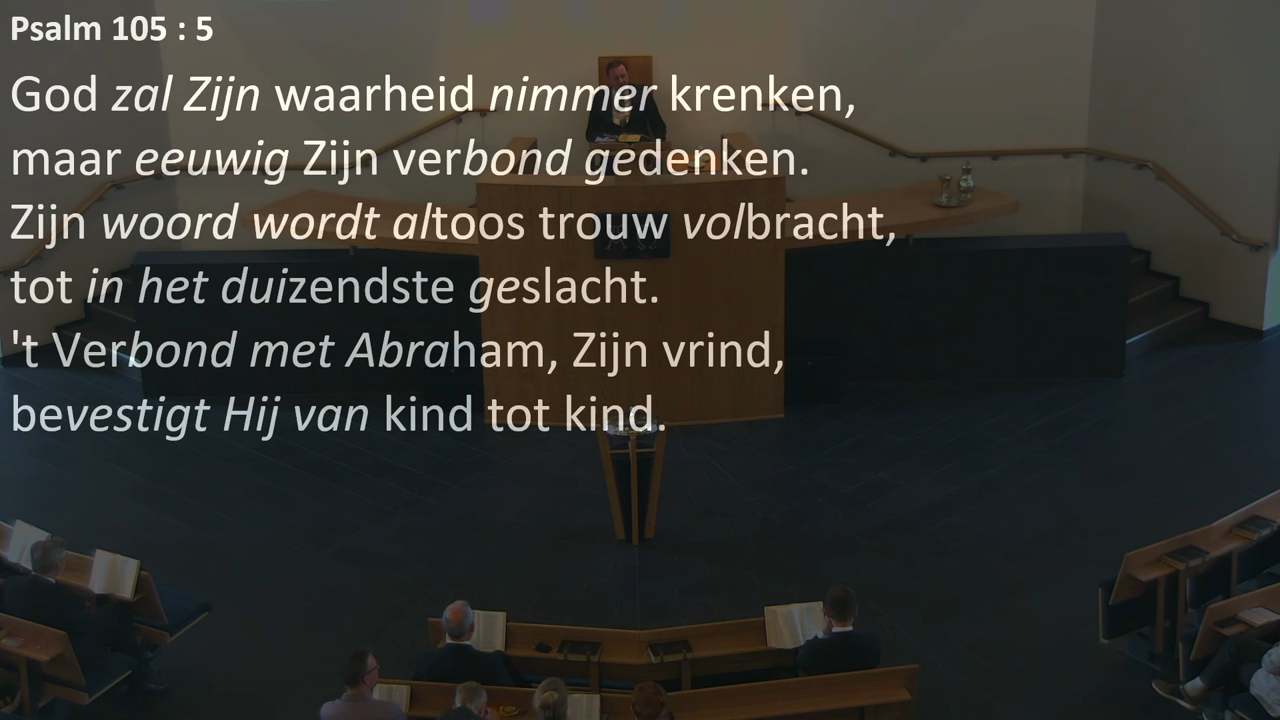 Psalm 105 : 5
God zal Zijn waarheid nimmer krenken,
maar eeuwig Zijn verbond gedenken.
Zijn woord wordt altoos trouw volbracht,
tot in het duizendste geslacht.
't Verbond met Abraham, Zijn vrind,
bevestigt Hij van kind tot kind.